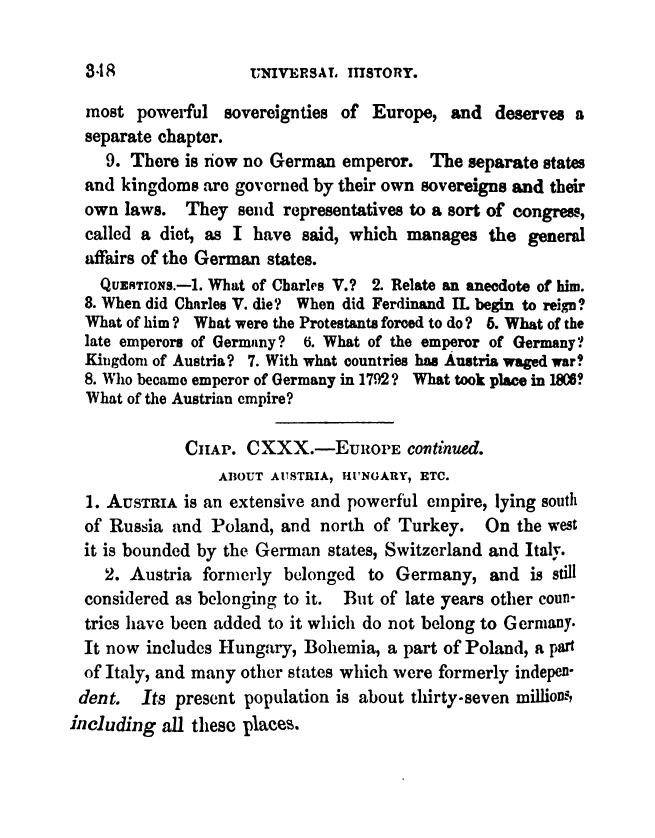 348 UNIVERSAL HISTORY.
most powerful sovereignties of Europe, and deserves a
separate chapter.
9. There is now no German emperor. The separate states
and kingdoms are governed by their own sovereigns and their
own laws. They send representatives to a sort of congress,
called a diet, as I have said, which manages the general
affairs of the German states.
QUESTIONS.—1. What of Charles V.? 2. Relate an anecdote of him.
3. When did Charles V. die? When did Ferdinand II. begin to reign?
What of him? What were the Protestants forced to do? 5. What of the
late emperors of Germany? 6. What of the emperor of Germany?
Kingdom of Austria? 7. With what countries has Austria waged war?
8. Who became emperor of Germany in 1792? What took place in 1806?
What of the Austrian empire?
CHAP. CXXX.—EUROPE continued.
ABOUT AUSTRIA, HUNGARY, ETC.
1. AUSTRIA is an extensive and powerful empire, lying south
of Russia and Poland, and north of Turkey. On the west
it is bounded by the German states, Switzerland and Italy.
2. Austria formerly belonged to Germany, and is still
considered as belonging to it. But of late years other coun-
tries have been added to it which do not belong to Germany.
It now includes Hungary, Bohemia, a part of Poland, a part
of Italy, and many other states which were formerly indepen-
dent. Its present population is about thirty-seven millions,
including all these places.